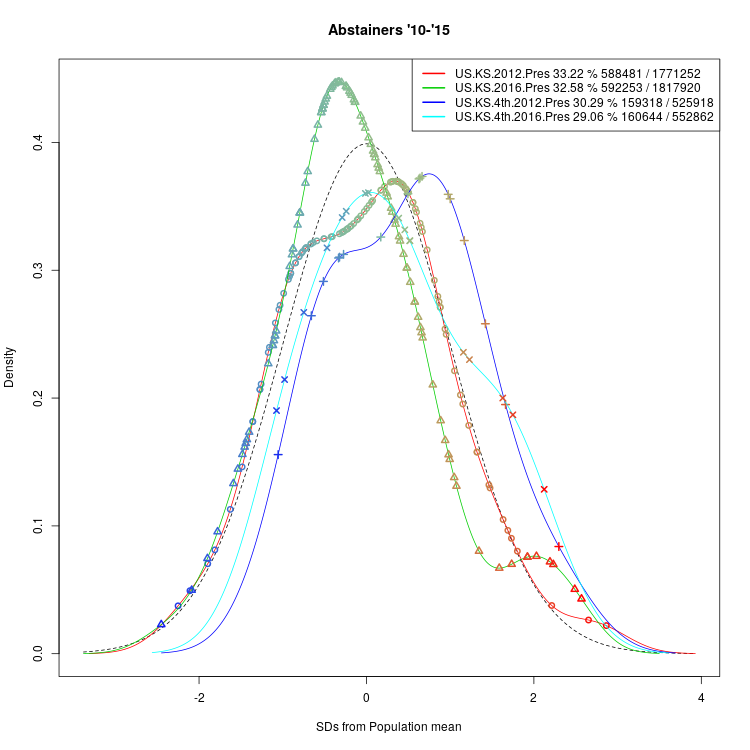 Abstainers '10-'15
US.KS.2012.Pres 33.22 % 588481 / 1771252
US.KS.2016.Pres 32.58 % 592253 / 1817920
US.KS.4th.2012.Pres 30.29 % 159318 / 525918
US.KS.4th.2016.Pres 29.06 % 160644 / 552862
Density
0.4
0.3
0.2
0.1
0.0
-2 0 2 4
SDs from Population mean